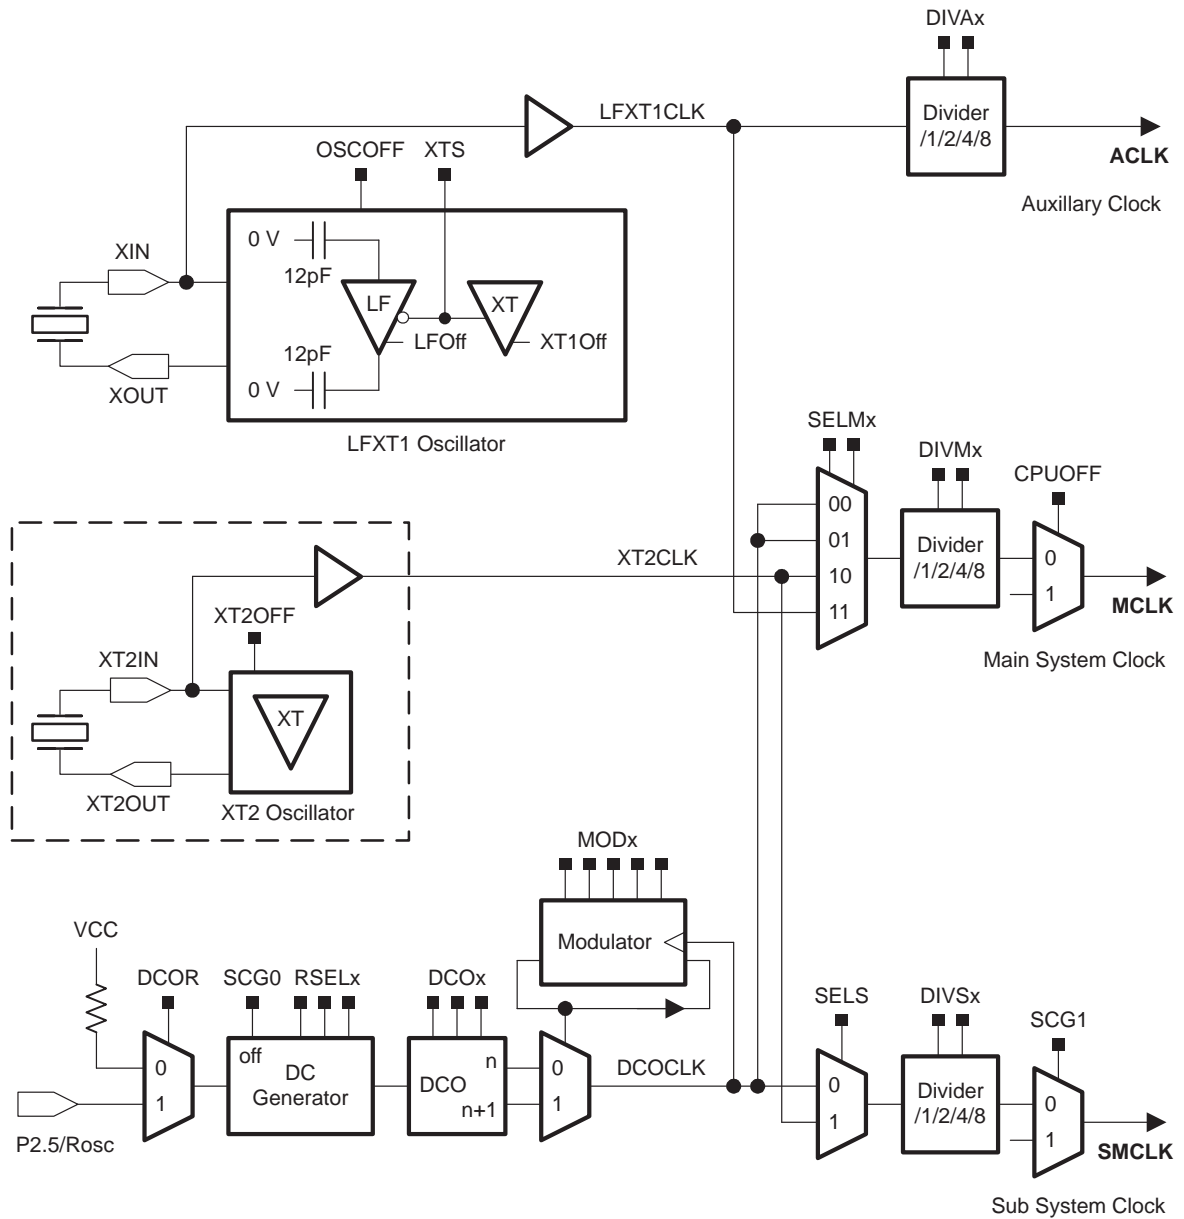 DIVAx
LFXT1CLK
Divider
/1/2/4/8
ACLK
Auxillary Clock
OSCOFF
XTS
XIN
0 V
12pF
LF
XT
LFOff
XT1Off
12pF
0 V
XOUT
LFXT1 Oscillator
SELMx
DIVMx
CPUOFF
00
01
10
11
Divider
/1/2/4/8
0
1
MCLK
Main System Clock
XT2CLK
XT2OFF
XT2IN
XT
XT2OUT
XT2 Oscillator
MODx
Modulator
VCC
DCOR
SCG0
RSELx
DCOx
0
1
off
DC
Generator
DCO
n
n+1
0
1
DCOCLK
P2.5/Rosc
SELS
DIVSx
SCG1
0
1
Divider
/1/2/4/8
0
1
SMCLK
Sub System Clock